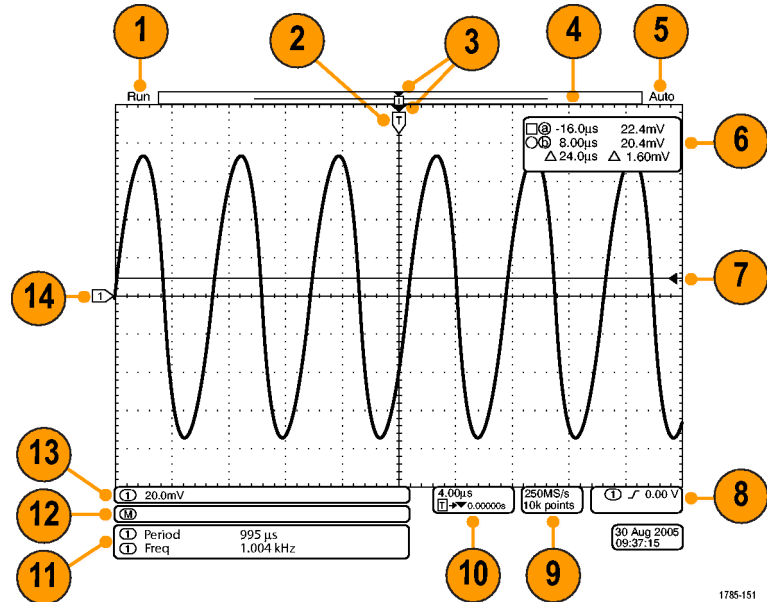 1
2
3
4
5
Run
Auto
T
ⓐ -16.0µs 22.4mV
ⓑ 8.00µs 20.4mV
△24.0µs △ 1.60mV
6
7
14
1
13
① 20.0mV
4.00µs
T →▼0.00000s
250MS/s
10k points
① 0.00 V
8
12
Ⓜ
① Period 995 µs
① Freq 1.004 kHz
30 Aug 2005
09:37:15
11
10
9
1785-151